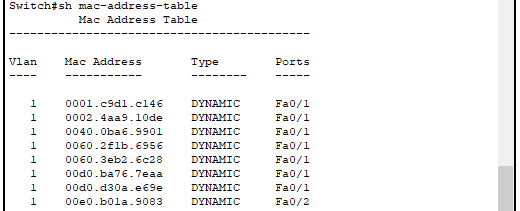 Switch#sh mac-address-table
Mac Address Table
-------------------------------------------
Vlan Mac Address Type Ports
---- ----------- -------- -----
1 0001.c9d1.c146 DYNAMIC Fa0/1
1 0002.4aa9.10de DYNAMIC Fa0/1
1 0040.0ba6.9901 DYNAMIC Fa0/1
1 0060.2f1b.6956 DYNAMIC Fa0/1
1 0060.3eb2.6c28 DYNAMIC Fa0/1
1 00d0.ba76.7eaa DYNAMIC Fa0/1
1 00d0.d30a.e69e DYNAMIC Fa0/1
1 00e0.b01a.9083 DYNAMIC Fa0/2